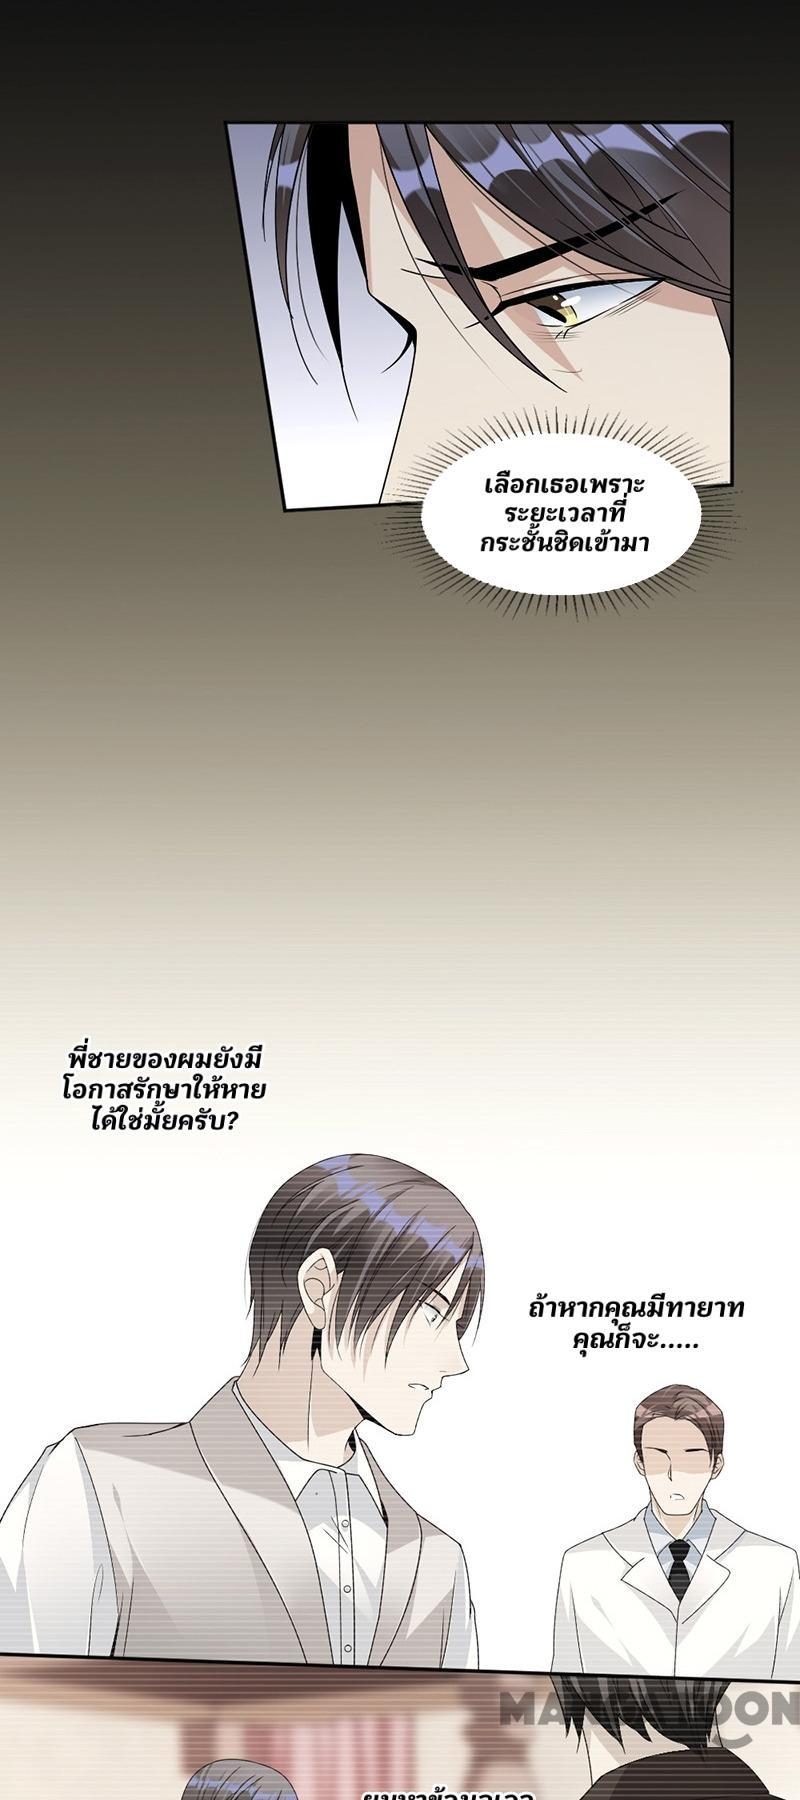 เลือกเธอเพราะ
ระยะเวลาที่
กระชั้นชิดเข้ามา
พี่ชายของผมยังมี
โอกาสรักษาให้หาย
ได้ใช่มั้ยครับ?
ถ้าหากคุณมีทายาท
คุณก็จะ.....
MANGATOON